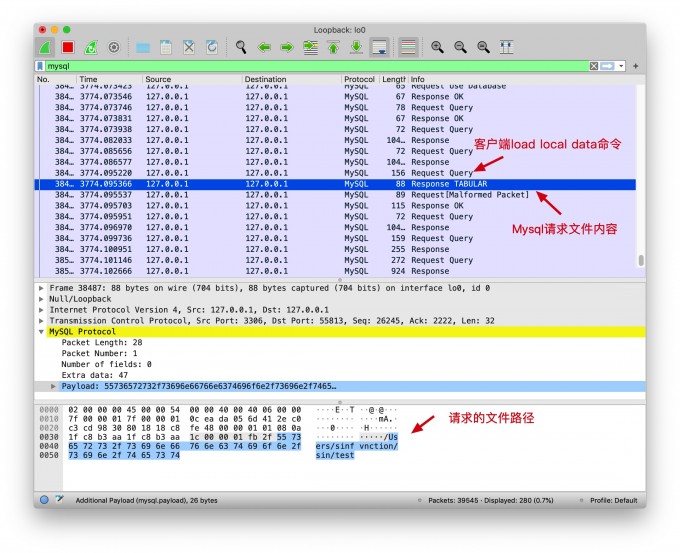 Loopback: lo0
mysql
No. Time Source Destination Protocol Length Info
384… 3774.073423 127.0.0.1 127.0.0.1 MySQL 65 Request Use Database
384… 3774.073546 127.0.0.1 127.0.0.1 MySQL 67 Response OK
384… 3774.073746 127.0.0.1 127.0.0.1 MySQL 78 Request Query
384… 3774.073831 127.0.0.1 127.0.0.1 MySQL 67 Response OK
384… 3774.073938 127.0.0.1 127.0.0.1 MySQL 72 Request Query
384… 3774.082033 127.0.0.1 127.0.0.1 MySQL 104… Response
384… 3774.085656 127.0.0.1 127.0.0.1 MySQL 72 Request Query
384… 3774.086577 127.0.0.1 127.0.0.1 MySQL 104… Response
384… 3774.095220 127.0.0.1 127.0.0.1 MySQL 156 Request Query
384… 3774.095366 127.0.0.1 127.0.0.1 MySQL 88 Response TABULAR
384… 3774.095537 127.0.0.1 127.0.0.1 MySQL 89 Request[Malformed Packet]
384… 3774.095703 127.0.0.1 127.0.0.1 MySQL 115 Response OK
384… 3774.095951 127.0.0.1 127.0.0.1 MySQL 72 Request Query
384… 3774.096970 127.0.0.1 127.0.0.1 MySQL 104… Response
384… 3774.099736 127.0.0.1 127.0.0.1 MySQL 159 Request Query
384… 3774.100951 127.0.0.1 127.0.0.1 MySQL 255 Response
385… 3774.101146 127.0.0.1 127.0.0.1 MySQL 272 Request Query
385… 3774.102666 127.0.0.1 127.0.0.1 MySQL 924 Response
客户端load local data命令
Mysql请求文件内容
Frame 38487: 88 bytes on wire (704 bits), 88 bytes captured (704 bits) on interface lo0, id 0
Null/Loopback
Internet Protocol Version 4, Src: 127.0.0.1, Dst: 127.0.0.1
Transmission Control Protocol, Src Port: 3306, Dst Port: 55813, Seq: 26245, Ack: 2222, Len: 32
MySQL Protocol
Packet Length: 28
Packet Number: 1
Number of fields: 0
Extra data: 47
Payload: 55736572732f73696e66766e6374696f6e2f73696e2f7465…
0000 02 00 00 00 45 00 00 54 00 00 40 00 40 06 00 00 ····E··T ··@·@···
0010 7f 00 00 01 7f 00 00 01 0c ea da 05 6d 41 2e c0 ········ ····mA.·
0020 c3 cd 98 30 80 18 18 c8 fe 48 00 00 01 01 08 0a ···0···· ·H······
0030 1f c8 b3 aa 1f c8 b3 aa 1c 00 00 01 fb 2f 55 73 ········ ·····/Us
0040 65 72 73 2f 73 69 6e 66 76 6e 63 74 69 6f 6e 2f ers/sinf vnction/
0050 73 69 6e 2f 74 65 73 74 sin/test
请求的文件路径
Additional Payload (mysql.payload), 26 bytes
Packets: 39545 · Displayed: 280 (0.7%)
Profile: Default